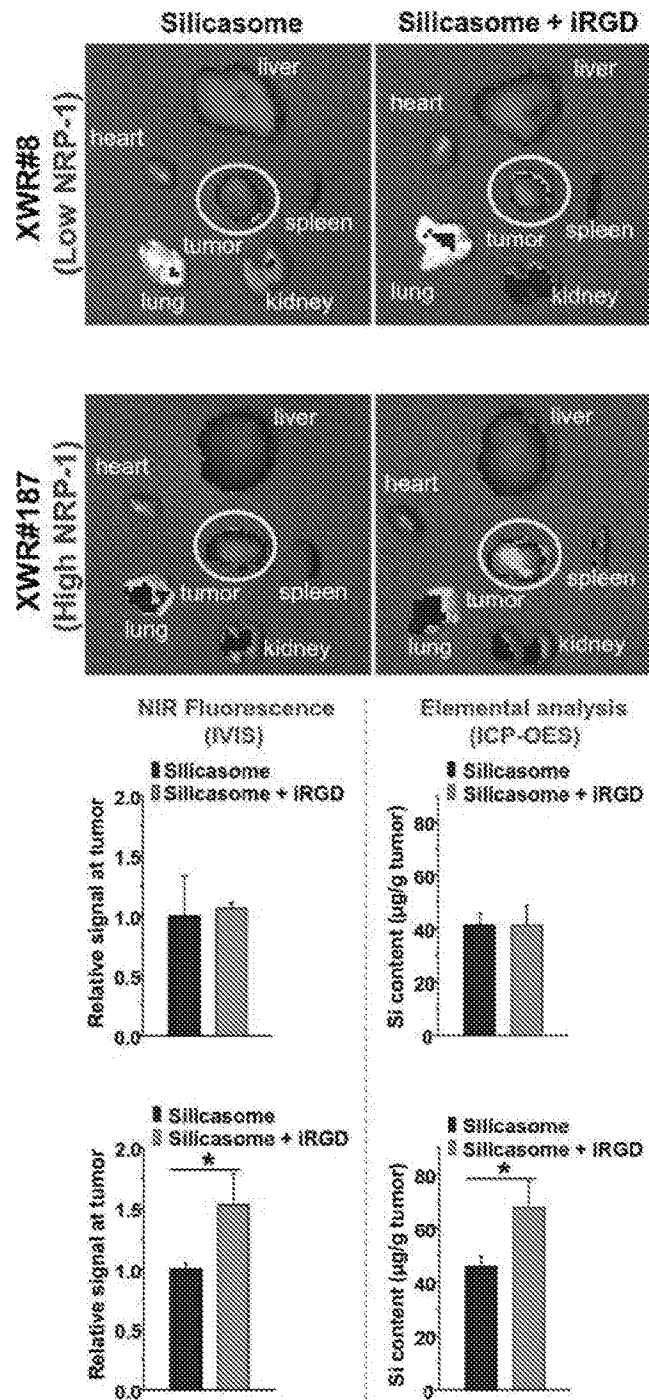 Silicasome
Silicasome + iRGD
XWR#8
(Low NRP-1)
liver
heart
tumor
spleen
lung
kidney
liver
heart
tumor
spleen
lung
kidney
XWR#187
(High NRP-1)
liver
heart
tumor
spleen
lung
kidney
liver
heart
tumor
spleen
lung
kidney
NIR Fluorescence
(IVIS)
Elemental analysis
(ICP-OES)
Silicasome
Silicasome + iRGD
Relative signal at tumor
2.0
1.5
1.0
0.5
0.0
Silicasome
Silicasome + iRGD
Si content (µg/g tumor)
80
60
40
20
0
Silicasome
Silicasome + iRGD
Relative signal at tumor
2.0
1.5
1.0
0.5
0.0
*
Silicasome
Silicasome + iRGD
Si content (µg/g tumor)
80
60
40
20
0
*